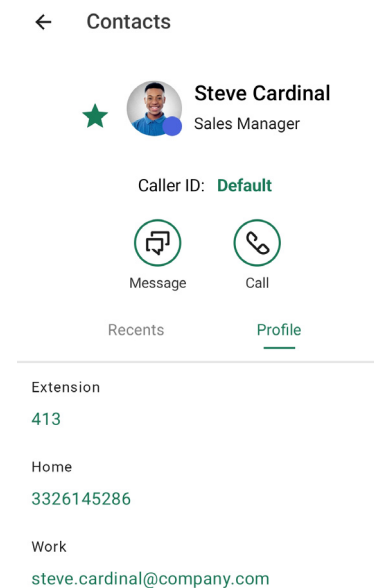 Contacts
Steve Cardinal
Sales Manager
Caller ID: Default
Message Call
Recents Profile
Extension
413
Home
3326145286
Work
steve.cardinal@company.com